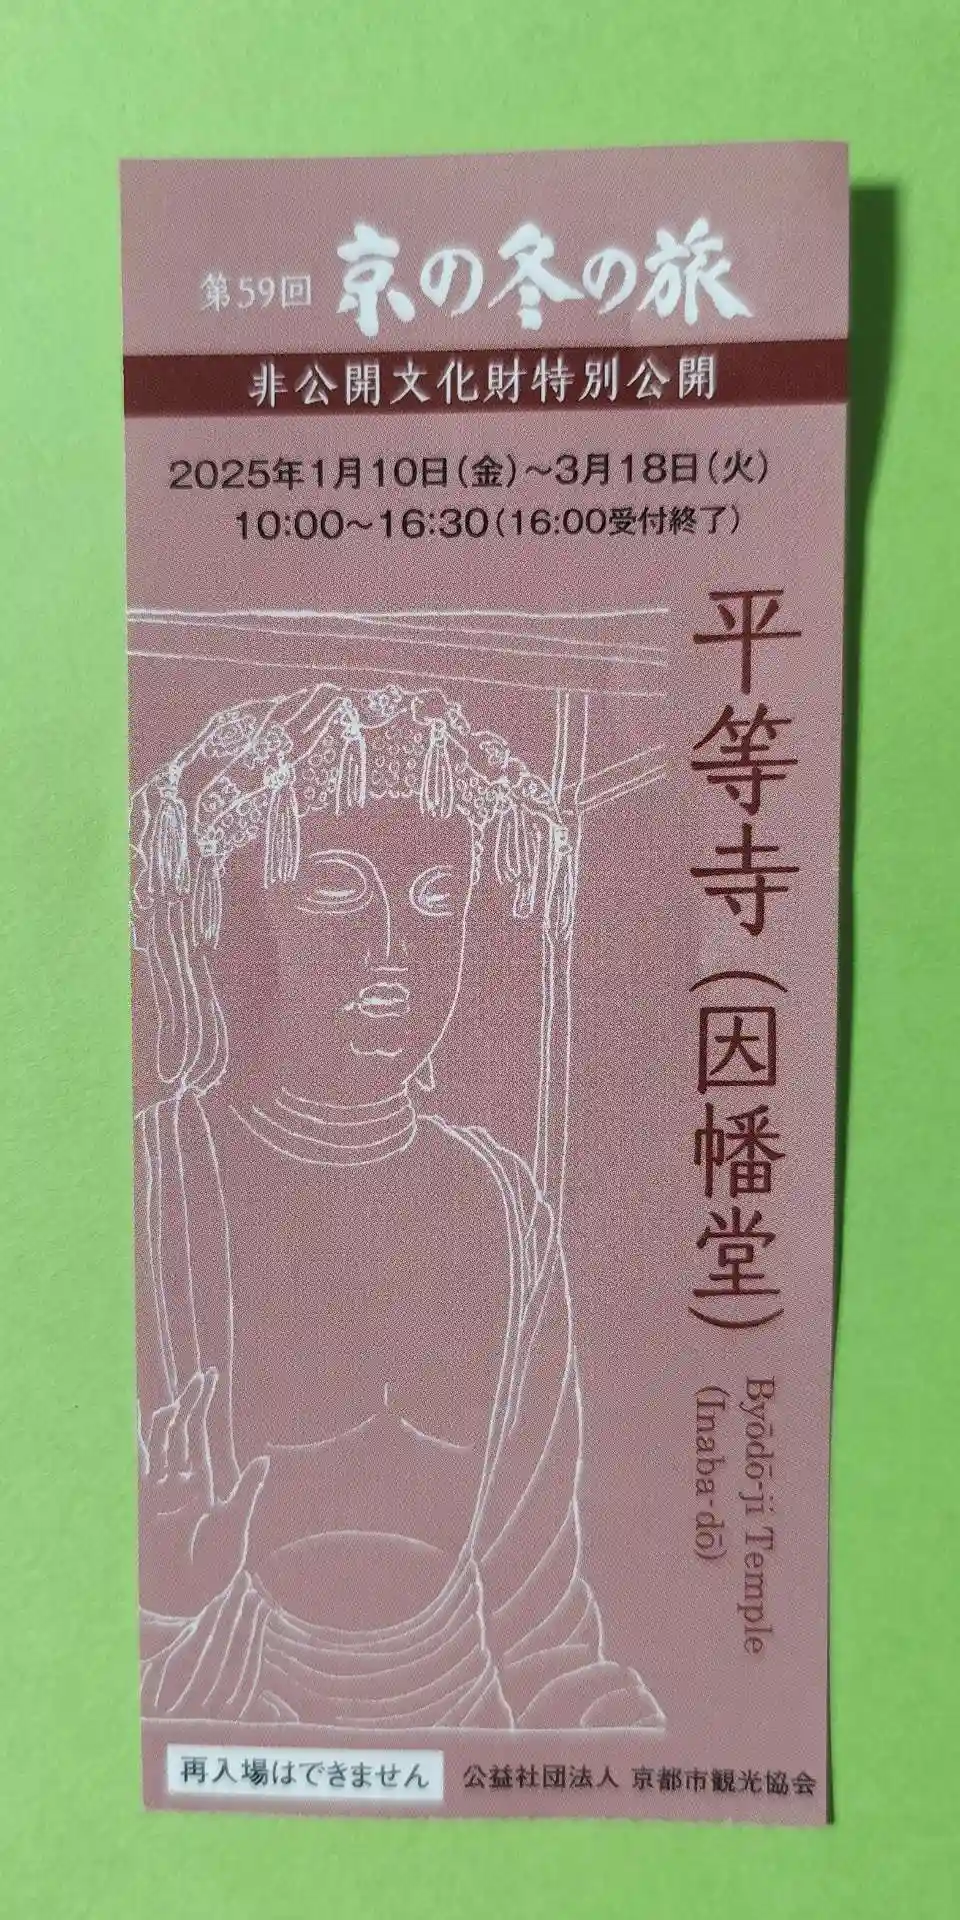 第59回 京の冬の旅
非公開文化財特別公開
2025年1月10日(金)~3月18日(火)
10:00~16:30(16:00受付終了)
平等寺(因幡堂)
Byōdō-ji Temple
(Inaba-dō)
再入場はできません
公益社団法人 京都市観光協会